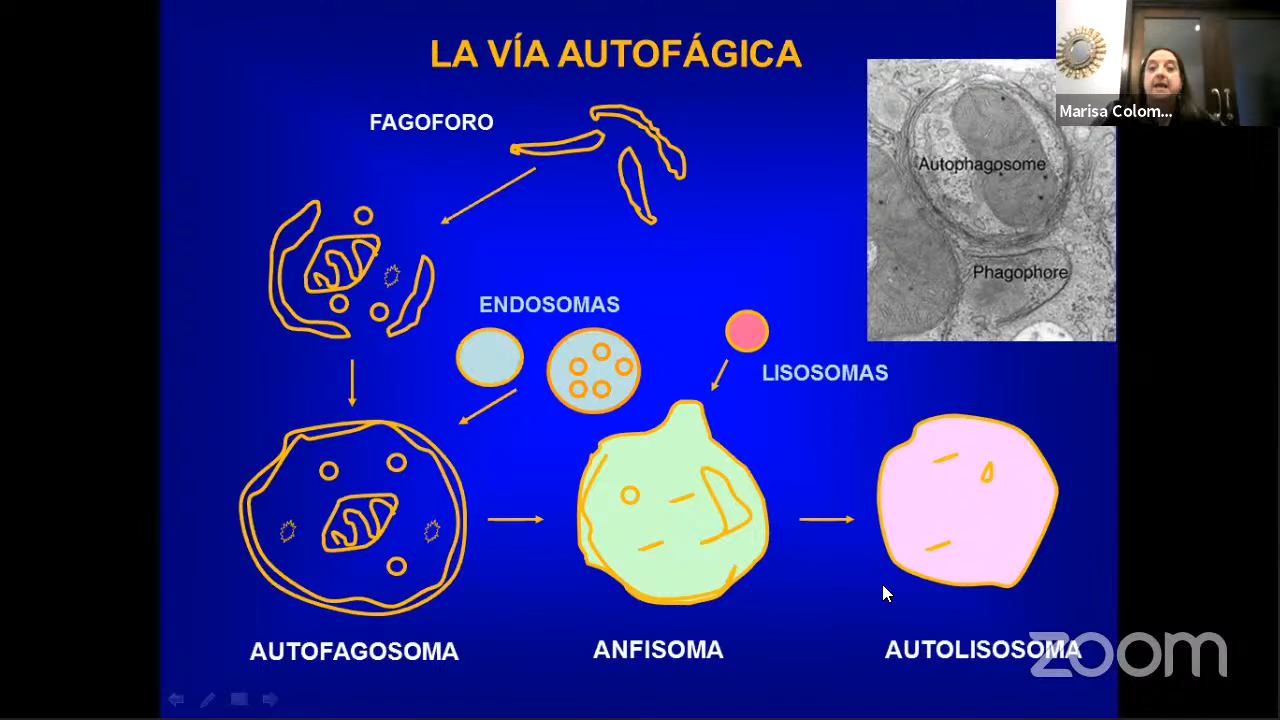 LA VÍA AUTOFÁGICA
Marisa Colom...
FAGOFORO
Autophagosome
Phagophore
ENDOSOMAS
LISOSOMAS
AUTOFAGOSOMA
ANFISOMA
AUTOLISOSOMA
zoom